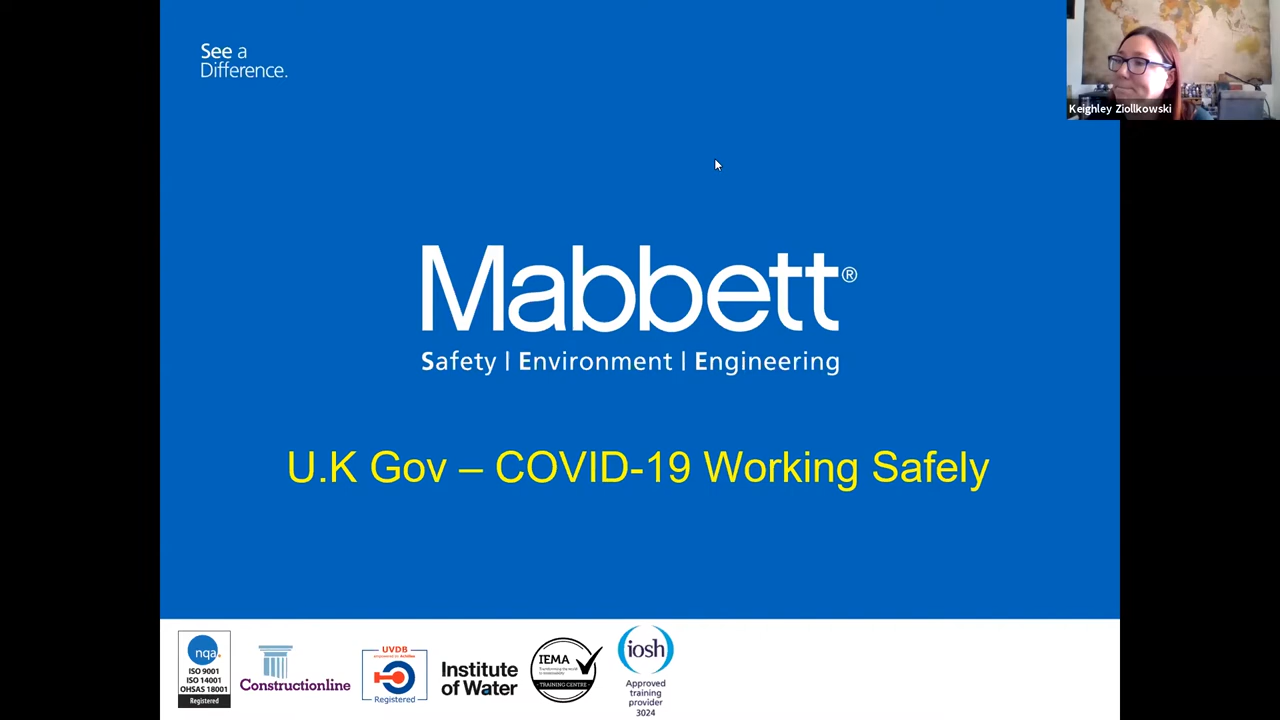 See a
Difference.
Keighley Ziollkowski
Mabbett®
Safety | Environment | Engineering
U.K Gov – COVID-19 Working Safely
nqa.
ISO 9001
ISO 14001
OHSAS 18001
Registered
Constructionline
UVDB
Registered
Institute
of Water
IEMA
TRAINING CENTRE
iosh
Approved
training
provider
3024